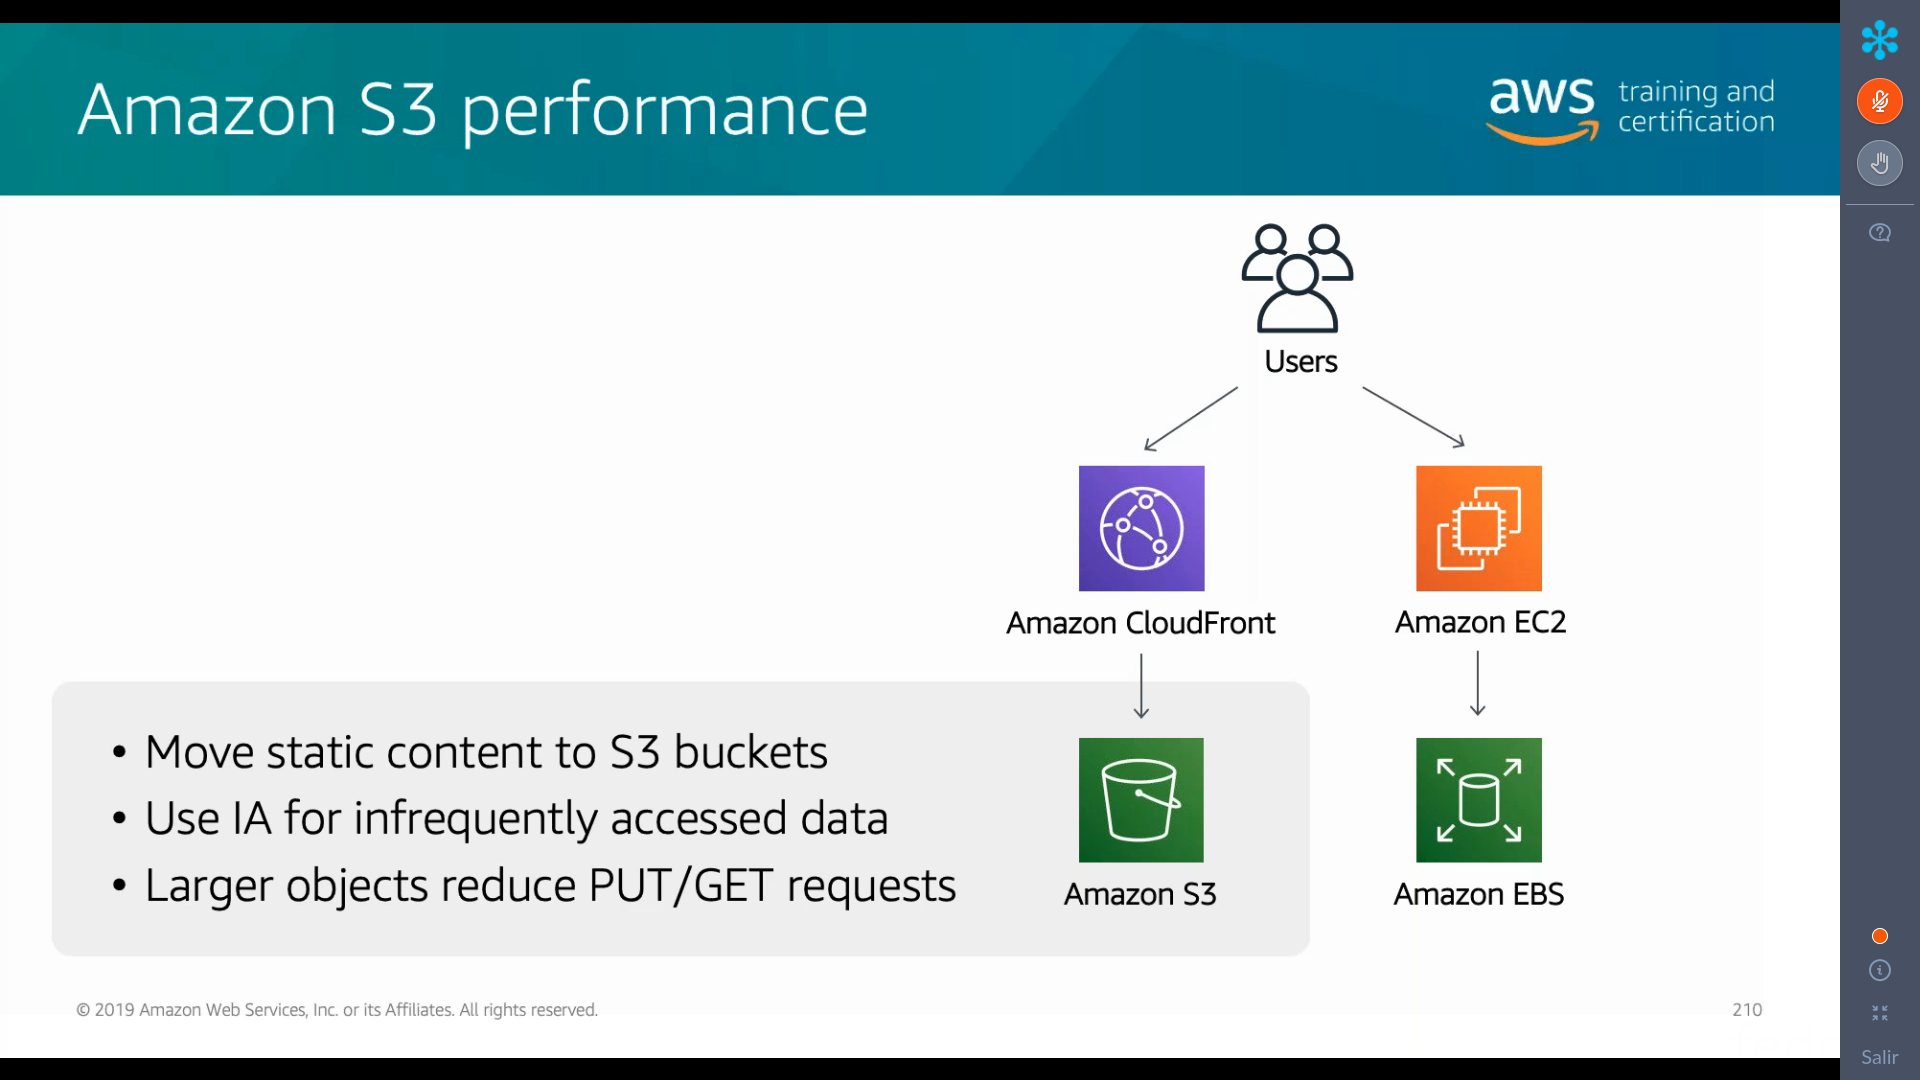 Amazon S3 performance
aws training and
certification
Users
Amazon CloudFront
Amazon EC2
• Move static content to S3 buckets
• Use IA for infrequently accessed data
• Larger objects reduce PUT/GET requests
Amazon S3
Amazon EBS
© 2019 Amazon Web Services, Inc. or its Affiliates. All rights reserved.
210
Salir